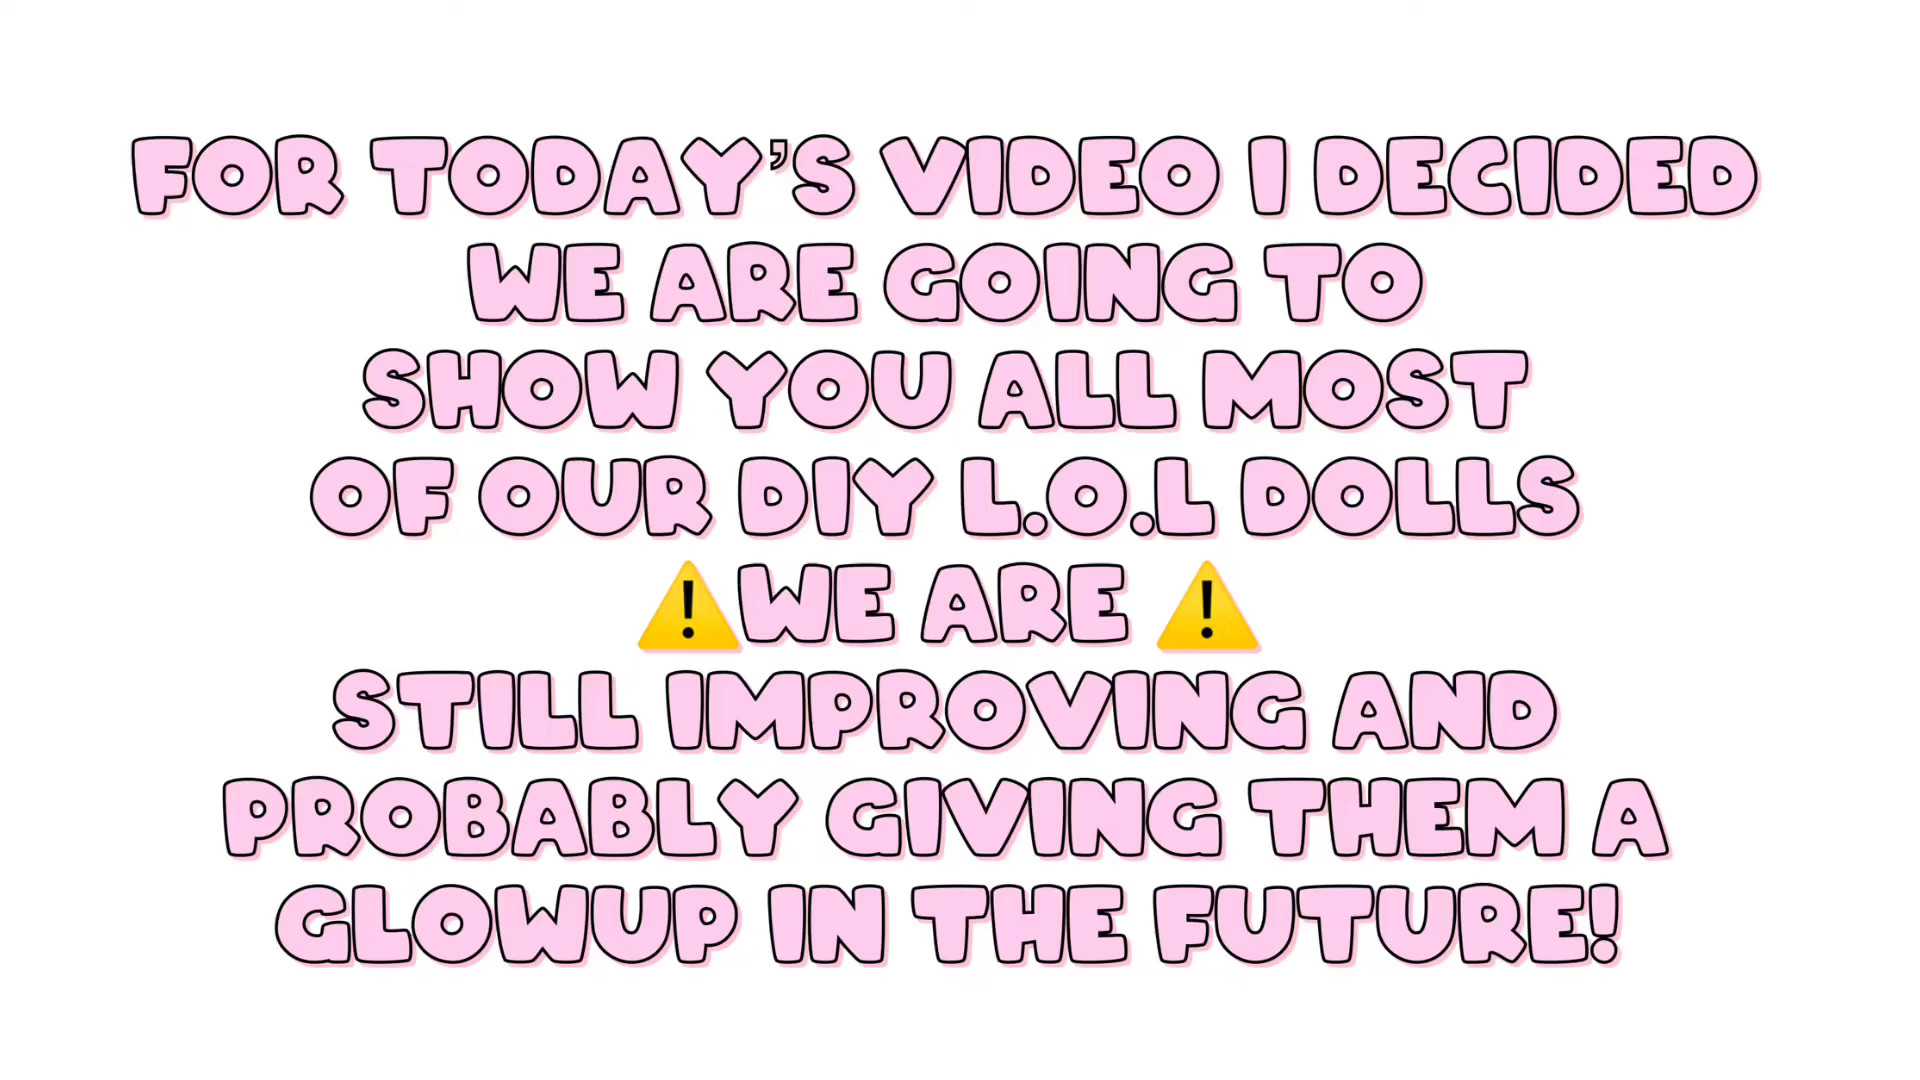 FOR TODAY'S VIDEO I DECIDED
WE ARE GOING TO
SHOW YOU ALL MOST
OF OUR DIY L.O.L DOLLS
⚠️WE ARE ⚠️
STILL IMPROVING AND
PROBABLY GIVING THEM A
GLOWUP IN THE FUTURE!